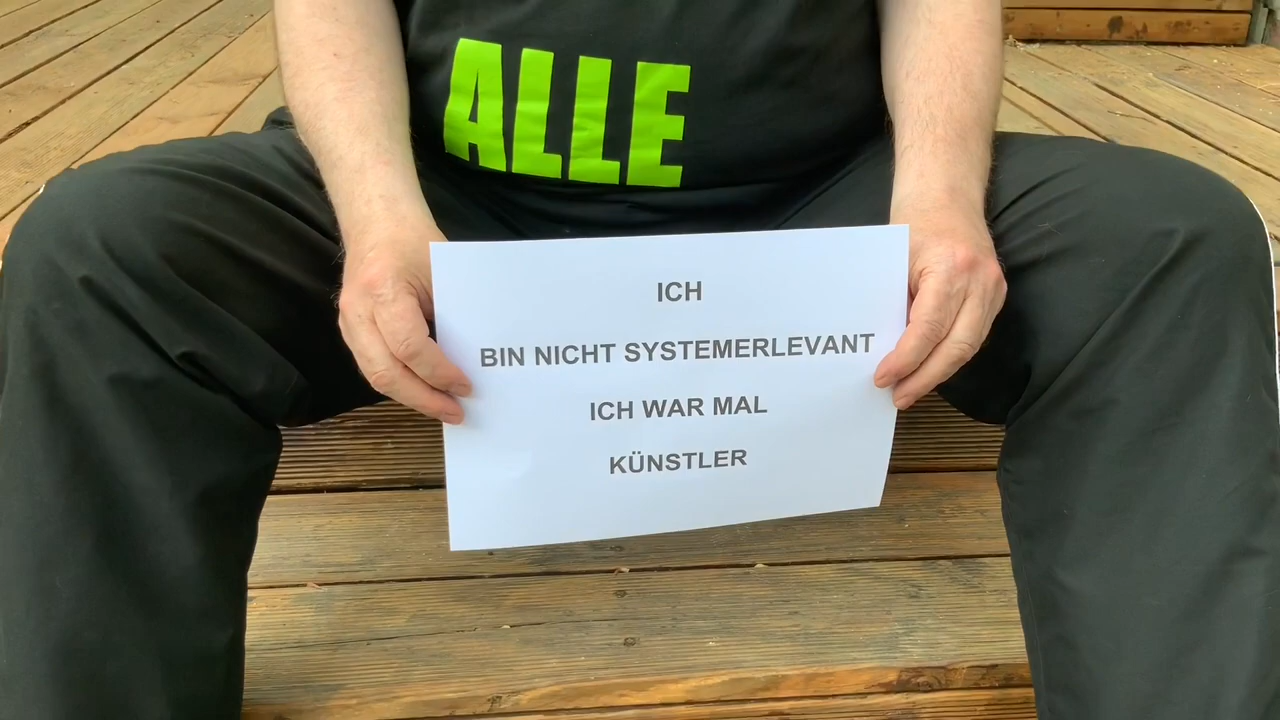 ALLE
ICH
BIN NICHT SYSTEMERLEVANT
ICH WAR MAL
KÜNSTLER